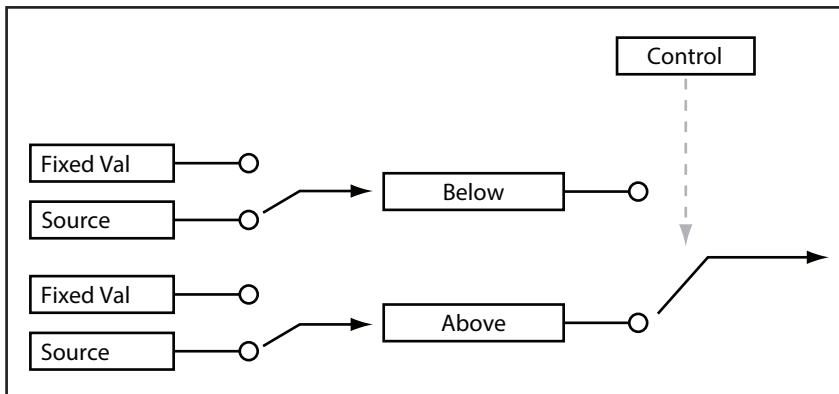 Control
Fixed Val
Source
Below
Fixed Val
Source
Above